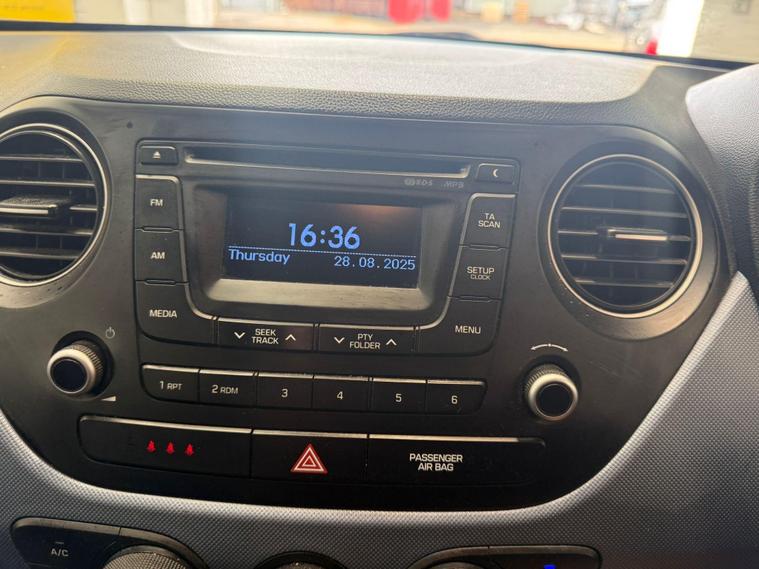 RDS MP3
FM
TA
SCAN
16:36
Thursday 28.08.2025
AM
SETUP
CLOCK
MEDIA
SEEK
TRACK
PTY
FOLDER
MENU
1 RPT
2 RDM
3
4
5
6
PASSENGER
AIR BAG
A/C